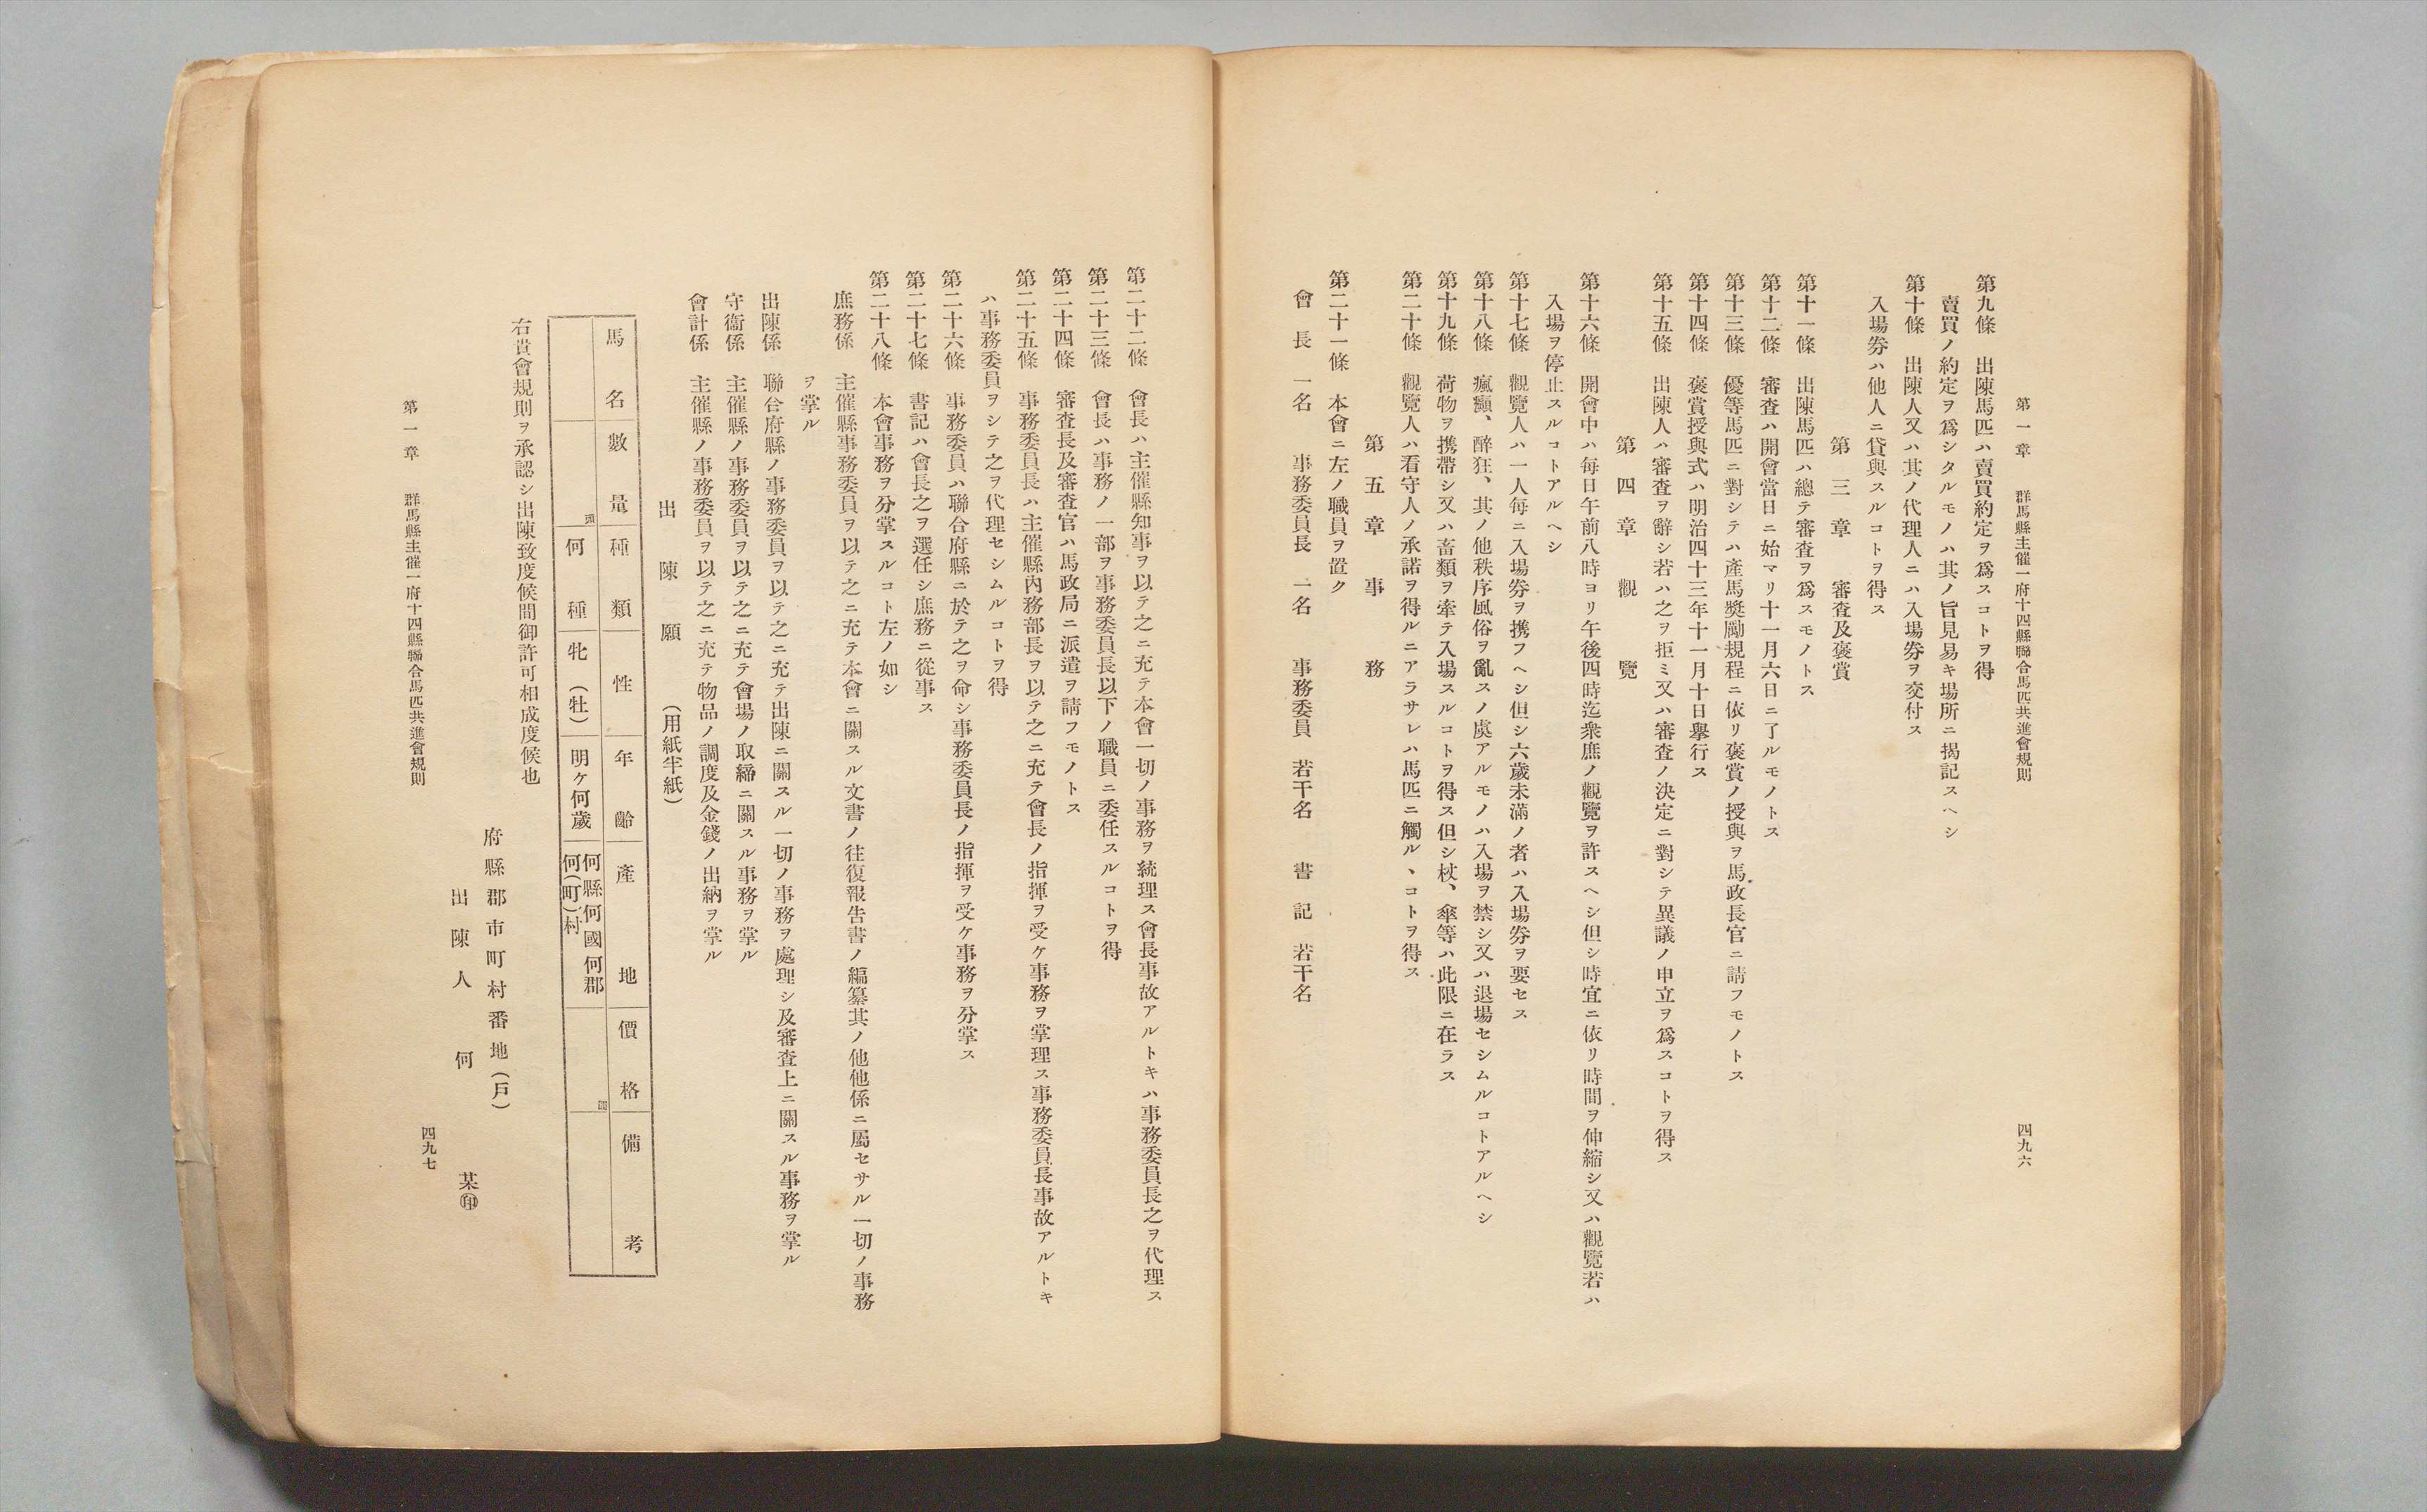 第一章　群馬縣主催一府十四縣聯合馬匹共進會規則　四九六
第九條　出陳馬匹ハ賣買約定ヲ爲スコトヲ得
賣買ノ約定ヲ爲シタルモノハ其ノ旨見易キ場所ニ揭記スヘシ
第十條　出陳人又ハ其ノ代理人ニハ入場券ヲ交付ス
入場券ハ他人ニ貸與スルコトヲ得ス
第三章　審査及褒賞
第十一條　出陳馬匹ハ總テ審査ヲ爲スモノトス
第十二條　審査ハ開會當日ニ始マリ十一月六日ニ了ルモノトス
第十三條　優等馬匹ニ對シテハ產馬奬勵規程ニ依リ褒賞ノ授與ヲ馬政長官ニ請フモノトス
第十四條　褒賞授與式ハ明治四十三年十一月十日擧行ス
第十五條　出陳人ハ審査ヲ辭シ若ハ之ヲ拒ミ又ハ審査ノ決定ニ對シテ異議ノ申立ヲ爲スコトヲ得ス
第四章　觀覽
第十六條　開會中ハ每日午前八時ヨリ午後四時迄衆庶ノ觀覽ヲ許スヘシ但シ時宜ニ依リ時間ヲ伸縮シ又ハ觀覽若ハ
入場ヲ停止スルコトアルヘシ
第十七條　觀覽人ハ一人每ニ入場券ヲ携フヘシ但シ六歲未滿ノ者ハ入場券ヲ要セス
第十八條　瘋癲、醉狂、其ノ他秩序風俗ヲ亂スノ虞アルモノハ入場ヲ禁シ又ハ退場セシムルコトアルヘシ
第十九條　荷物ヲ携帶シ又ハ畜類ヲ牽テ入場スルコトヲ得ス但シ杖、傘等ハ此限ニ在ラス
第二十條　觀覽人ハ看守人ノ承諾ヲ得ルニアラサレハ馬匹ニ觸ルヽコトヲ得ス
第五章　事務
第二十一條　本會ニ左ノ職員ヲ置ク
會長　一名　事務委員長　一名　事務委員　若干名　書記　若干名
第二十二條　會長ハ主催縣知事ヲ以テ之ニ充テ本會一切ノ事務ヲ統理ス會長事故アルトキハ事務委員長之ヲ代理ス
第二十三條　會長ハ事務ノ一部ヲ事務委員長以下ノ職員ニ委任スルコトヲ得
第二十四條　審査長及審査官ハ馬政局ニ派遣ヲ請フモノトス
第二十五條　事務委員長ハ主催縣內務部長ヲ以テ之ニ充テ會長ノ指揮ヲ受ケ事務ヲ掌理ス事務委員長事故アルトキ
ハ事務委員ヲシテ之ヲ代理セシムルコトヲ得
第二十六條　事務委員ハ聯合府縣ニ於テ之ヲ命シ事務委員長ノ指揮ヲ受ケ事務ヲ分掌ス
第二十七條　書記ハ會長之ヲ選任シ庶務ニ從事ス
第二十八條　本會事務ヲ分掌スルコト左ノ如シ
庶務係　主催縣事務委員ヲ以テ之ニ充テ本會ニ關スル文書ノ往復報吿書ノ編纂其ノ他他係ニ屬セサル一切ノ事務
ヲ掌ル
出陳係　聯合府縣ノ事務委員ヲ以テ之ニ充テ出陳ニ關スル一切ノ事務ヲ處理シ及審査上ニ關スル事務ヲ掌ル
守衞係　主催縣ノ事務委員ヲ以テ之ニ充テ會場ノ取締ニ關スル事務ヲ掌ル
會計係　主催縣ノ事務委員ヲ以テ之ニ充テ物品ノ調度及金錢ノ出納ヲ掌ル
出陳願　（用紙半紙）
馬名　數量　種類　性　年齡　產地　價格　備考
頭　何種　牝（牡）　明ケ何歲　何縣何國何郡
何（町）村　圓
右貴會規則ヲ承認シ出陳致度候間御許可相成度候也
府縣郡市町村番地（戶）
出陳人　何　某㊞
第一章　群馬縣主催一府十四縣聯合馬匹共進會規則　四九七